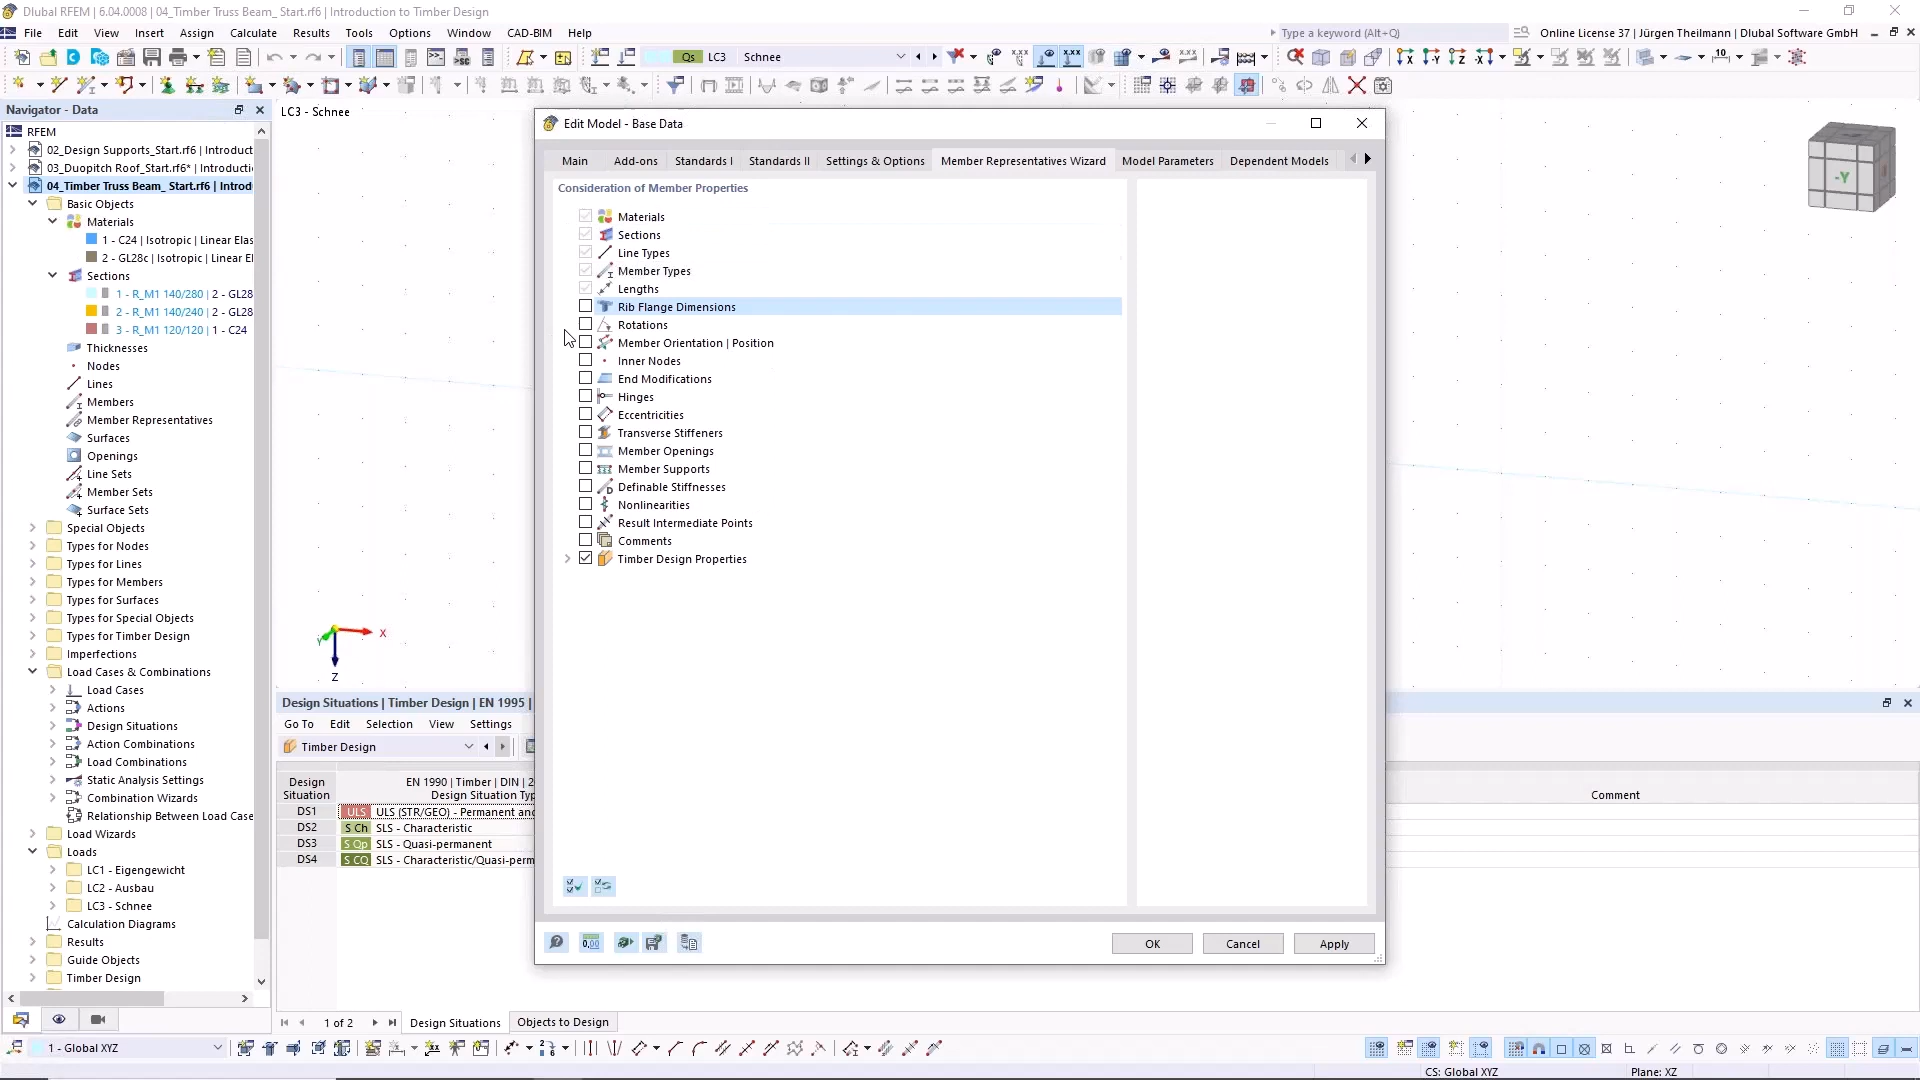 Dlubal RFEM | 6.04.0008 | 04_Timber Truss Beam_ Start.rf6 | Introduction to Timber Design
File Edit View Insert Assign Calculate Results Tools Options Window CAD-BIM Help
Type a keyword (Alt+Q)
Online License 37 | Jürgen Theilmann | Dlubal Software GmbH
Qs LC3 Schnee
Navigator - Data
RFEM
02_Design Supports_Start.rf6 | Introduct
03_Duopitch Roof_Start.rf6* | Introductio
04_Timber Truss Beam_ Start.rf6 | Introd
Basic Objects
Materials
1 - C24 | Isotropic | Linear Elas
2 - GL28c | Isotropic | Linear El
Sections
1 - R_M1 140/280 | 2 - GL28
2 - R_M1 140/240 | 2 - GL28
3 - R_M1 120/120 | 1 - C24
Thicknesses
Nodes
Lines
Members
Member Representatives
Surfaces
Openings
Line Sets
Member Sets
Surface Sets
Special Objects
Types for Nodes
Types for Lines
Types for Members
Types for Surfaces
Types for Special Objects
Types for Timber Design
Imperfections
Load Cases & Combinations
Load Cases
Actions
Design Situations
Action Combinations
Load Combinations
Static Analysis Settings
Combination Wizards
Relationship Between Load Case
Load Wizards
Loads
LC1 - Eigengewicht
LC2 - Ausbau
LC3 - Schnee
Calculation Diagrams
Results
Guide Objects
Timber Design
LC3 - Schnee
-Y
X
Y
Z
Edit Model - Base Data
Main Add-ons Standards I Standards II Settings & Options Member Representatives Wizard Model Parameters Dependent Models
Consideration of Member Properties
Materials
Sections
Line Types
Member Types
Lengths
Rib Flange Dimensions
Rotations
Member Orientation | Position
Inner Nodes
End Modifications
Hinges
Eccentricities
Transverse Stiffeners
Member Openings
Member Supports
Definable Stiffnesses
Nonlinearities
Result Intermediate Points
Comments
Timber Design Properties
0,00
OK Cancel Apply
Design Situations | Timber Design | EN 1995 |
Go To Edit Selection View Settings
Timber Design
Design
Situation
EN 1990 | Timber | DIN | 2
Design Situation Typ
Comment
DS1 ULS ULS (STR/GEO) - Permanent and
DS2 S Ch SLS - Characteristic
DS3 S Qp SLS - Quasi-permanent
DS4 S CQ SLS - Characteristic/Quasi-perm
1 of 2 Design Situations Objects to Design
1 - Global XYZ
CS: Global XYZ Plane: XZ